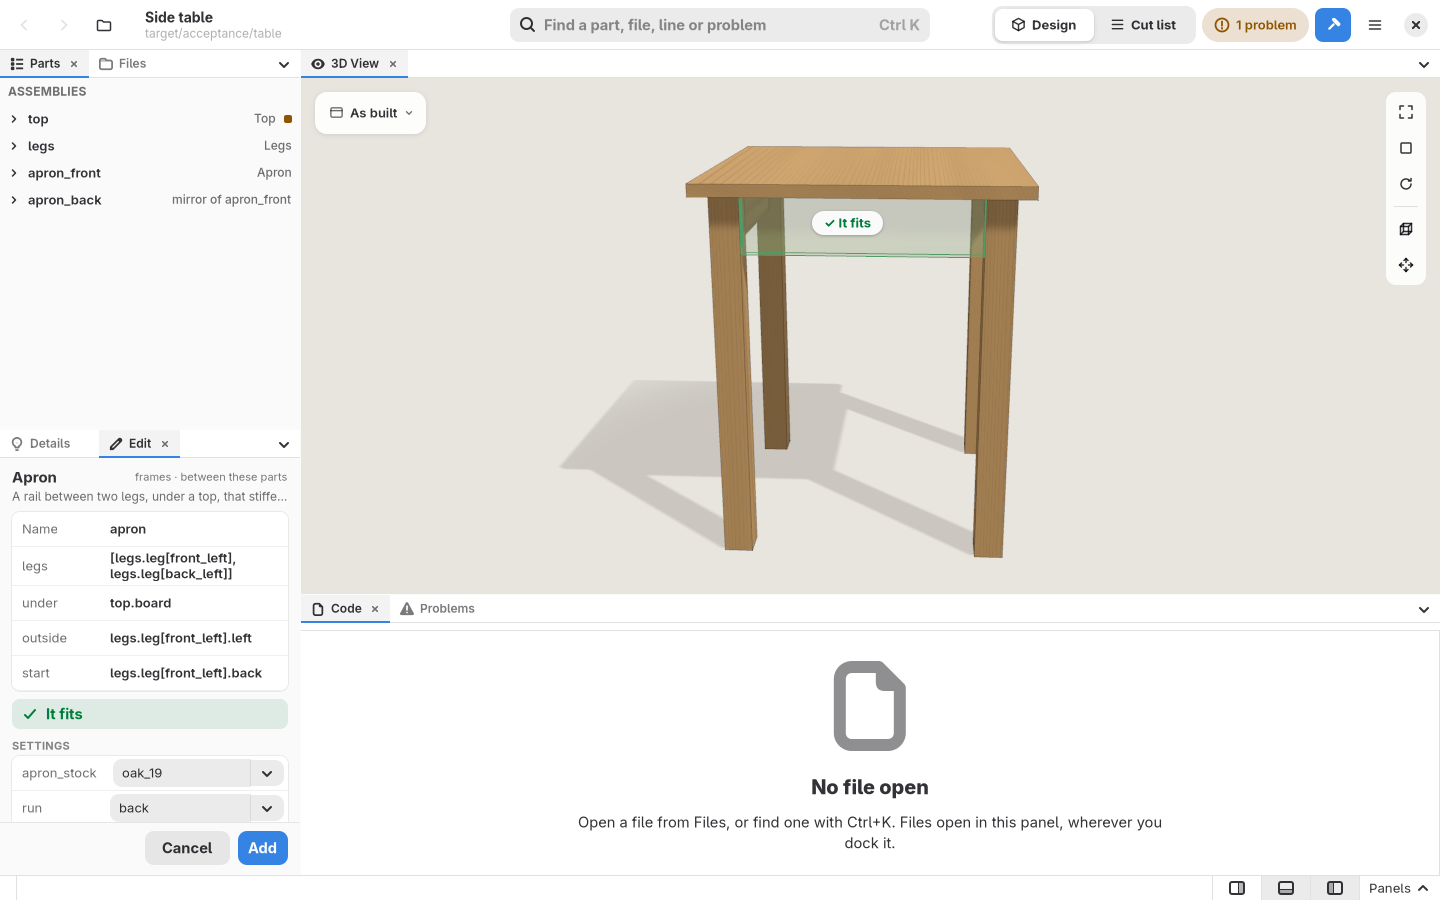 Side table
target/acceptance/table
Find a part, file, line or problem
Ctrl K
Design
Cut list
1 problem
Parts
Files
3D View
ASSEMBLIES
top
Top
legs
Legs
apron_front
Apron
apron_back
mirror of apron_front
As built
It fits
Details
Edit
Apron
frames · between these parts
A rail between two legs, under a top, that stiffe...
Name
apron
legs
[legs.leg[front_left],
legs.leg[back_left]]
under
top.board
outside
legs.leg[front_left].left
start
legs.leg[front_left].back
It fits
SETTINGS
apron_stock
oak_19
run
back
Cancel
Add
Code
Problems
No file open
Open a file from Files, or find one with Ctrl+K. Files open in this panel, wherever you
dock it.
Panels